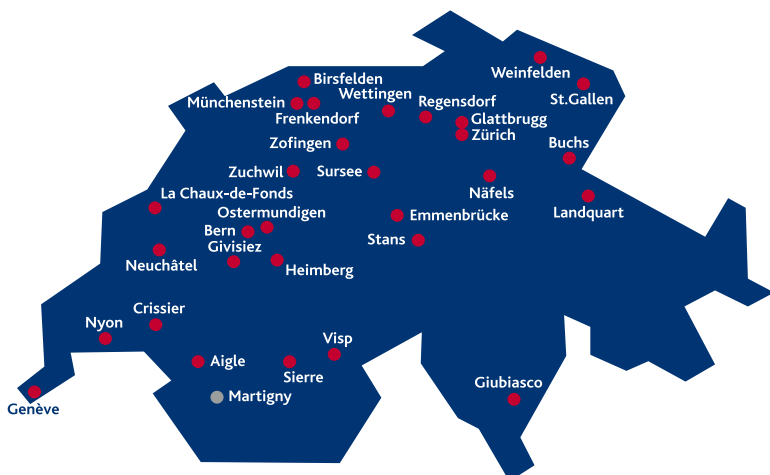 Weinfelden
Birsfelden
Wettingen
St.Gallen
Münchenstein
Regensdorf
Frenkendorf
Glattbrugg
Zürich
Zofingen
Buchs
Zuchwil
Sursee
La Chaux-de-Fonds
Näfels
Landquart
Ostermundigen
Emmenbrücke
Bern
Stans
Givisiez
Neuchâtel
Heimberg
Crissier
Nyon
Visp
Aigle
Sierre
Giubiasco
Martigny
Genève